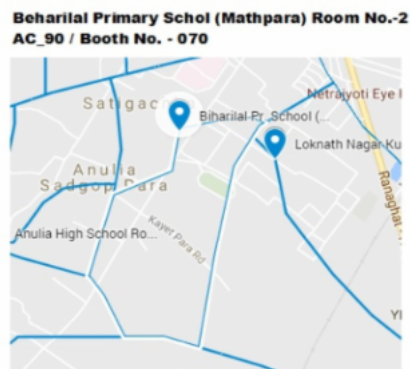 Beharilal Primary Schol (Mathpara) Room No.-2
AC_90 / Booth No. - 070
Netrajyoti Eye I
Satigac
Biharilal Pr. School (...
Loknath Nagar Ku
Anulia
Sadgop Para
Ranaghat
Kayet Para Rd
Anulia High School Ro...
Yl